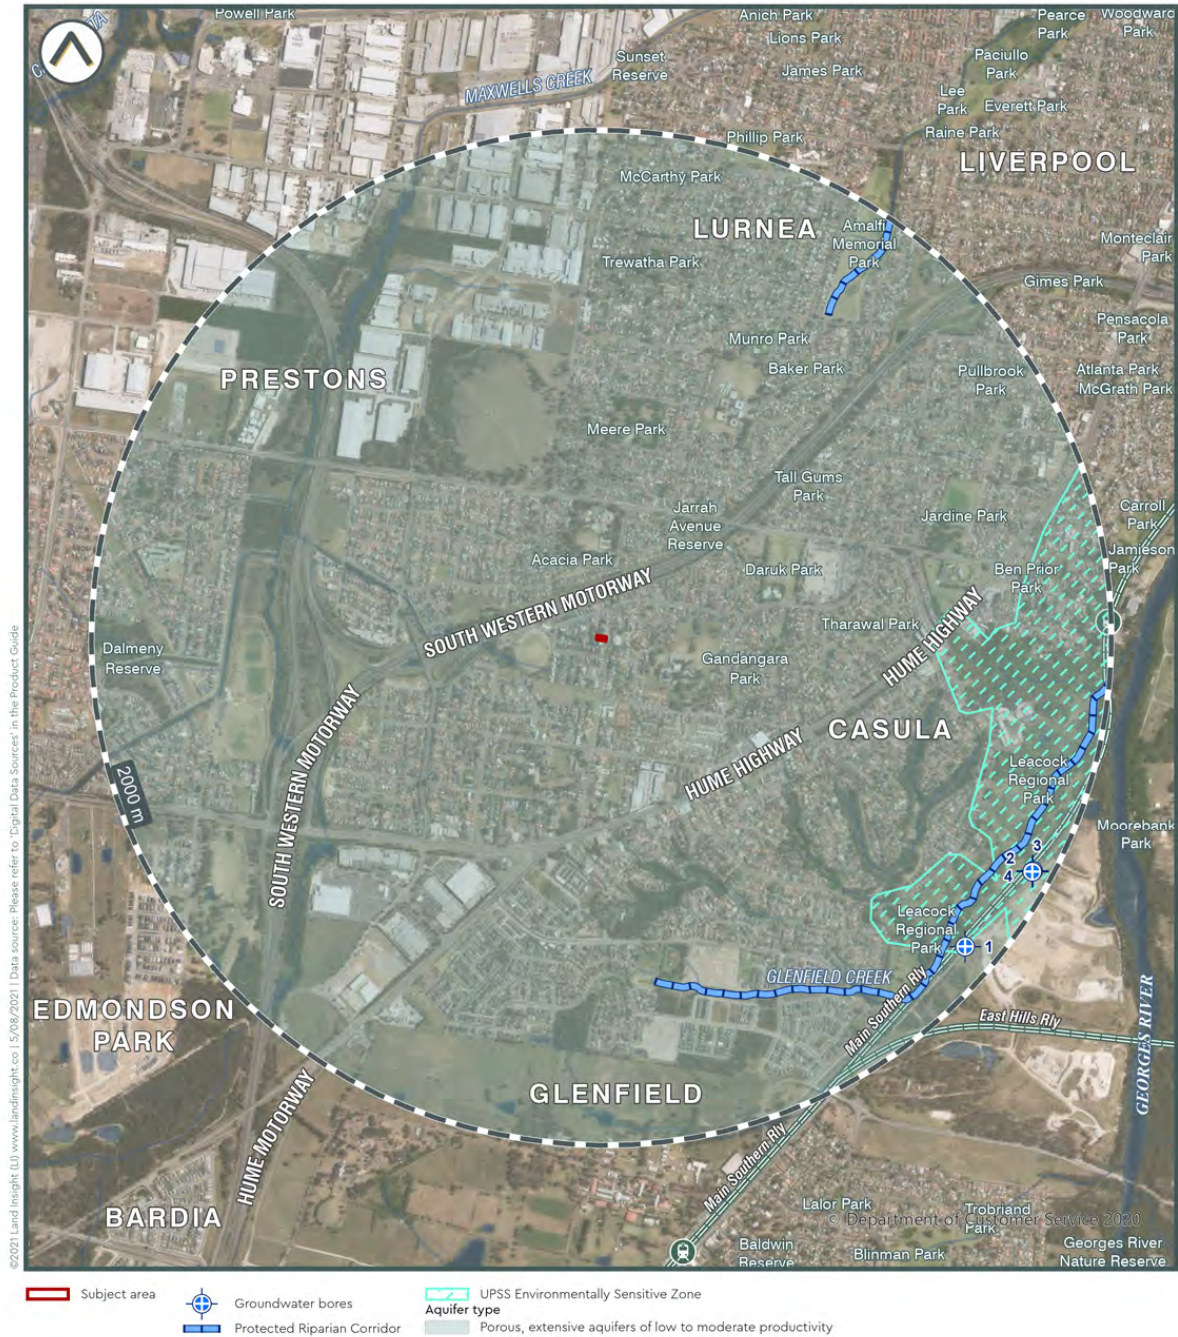 Powell Park
Anich Park
Pearce
Park
Woodward
Park
Lions Park
Sunset
Reserve
James Park
Paciullo
Park
MAXWELLS CREEK
Lee
Park
Everett Park
Phillip Park
Raine Park
LIVERPOOL
McCarthy Park
LURNEA
Amalfi
Memorial
Park
Monteclair
Park
Trewatha Park
Gimes Park
Pensacola
Park
Munro Park
Baker Park
Pullbrook
Park
Atlanta Park
McGrath Park
PRESTONS
Meere Park
Tall Gums
Park
Jarrah
Avenue
Reserve
Jardine Park
Carroll
Park
Jamieson
Park
Acacia Park
Daruk Park
Ben Prior
Park
SOUTH WESTERN MOTORWAY
Tharawal Park
HUME HIGHWAY
Dalmeny
Reserve
Gandangara
Park
SOUTH WESTERN MOTORWAY
HUME HIGHWAY
CASULA
Leacock
Regional
Park
2000 m
Moorebank
Park
3
2
4
Leacock
Regional
Park
1
GLENFIELD CREEK
Main Southern Rly
East Hills Rly
EDMONDSON
PARK
GEORGES RIVER
GLENFIELD
HUME MOTORWAY
Main Southern Rly
BARDIA
Lalor Park
Trobriand
Park
© Department of Customer Service 2020
Baldwin
Reserve
Blinman Park
Georges River
Nature Reserve
©2021 Land Insight (LI) www.landinsight.co | 5/08/2021 | Data source: Please refer to 'Digital Data Sources' in the Product Guide
Subject area
Groundwater bores
Protected Riparian Corridor
UPSS Environmentally Sensitive Zone
Aquifer type
Porous, extensive aquifers of low to moderate productivity